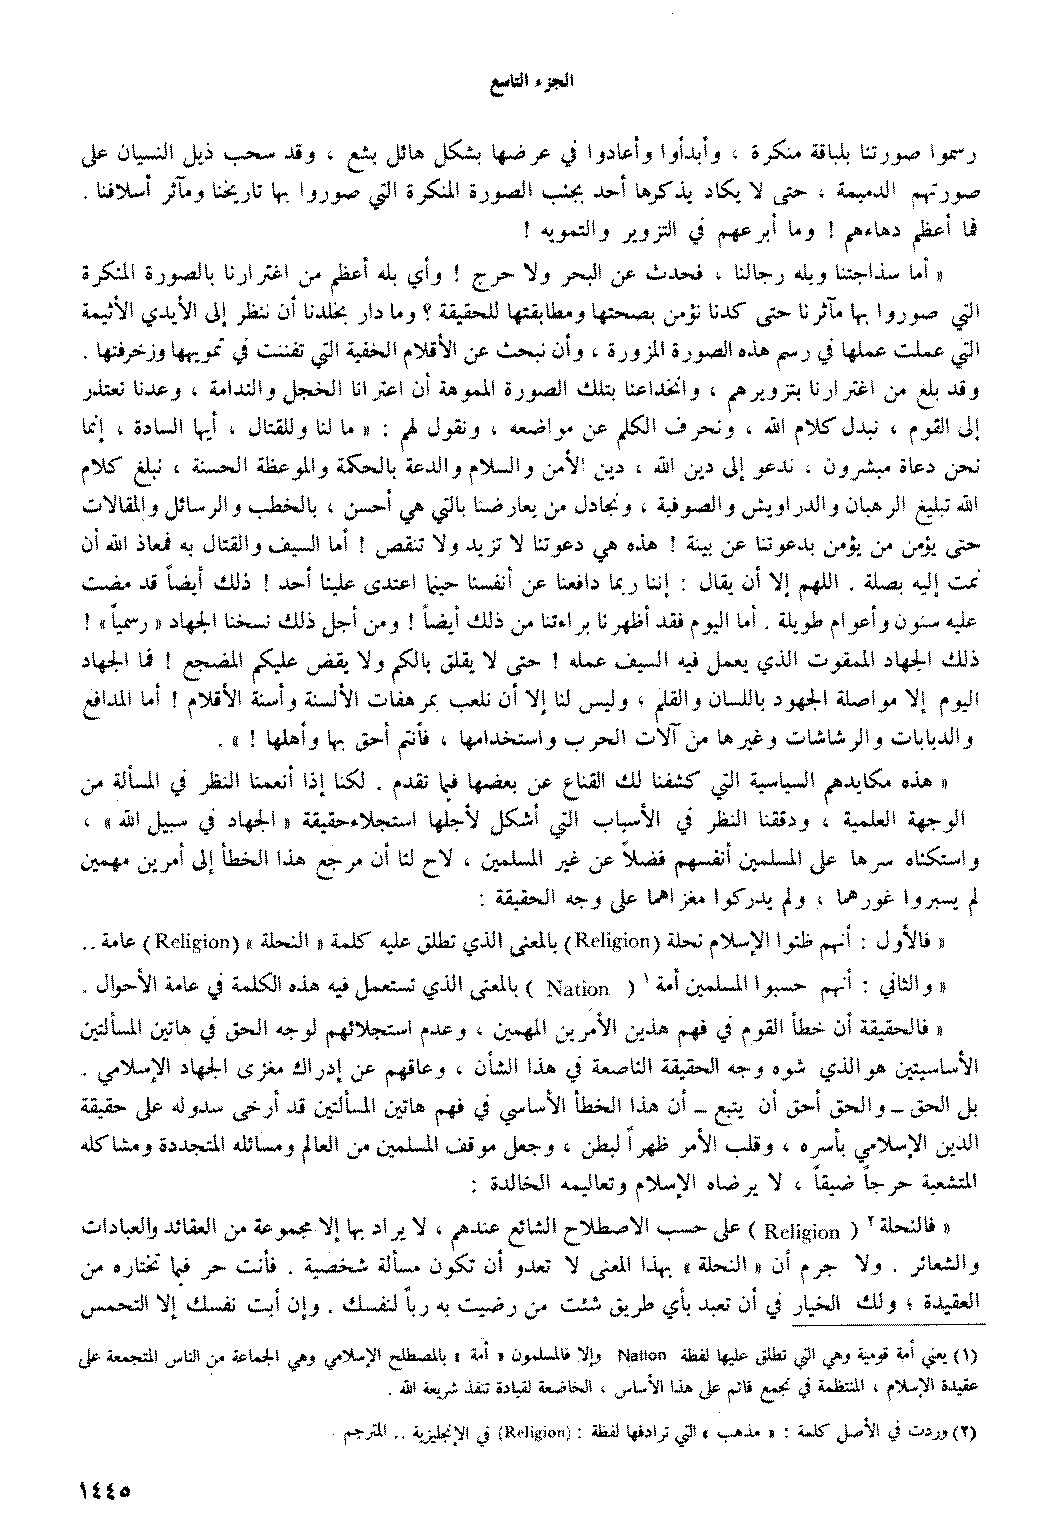 الجزء التاسع
رسموا صورتنا بلباقة منكرة ، وأبدأوا وأعادوا في عرضها بشكل هائل بشع ، وقد سحب ذيل النسيان على
صورتهم الدميمة ، حتى لا يكاد يذكرها أحد بجنب الصورة المنكرة التي صوروا بها تاريخنا ومآثر أسلافنا .
فما أعظم دهاءهم ! وما أبرعهم في التزوير والتمويه !
« أما سذاجتنا وبله رجالنا ، فحدث عن البحر ولا حرج ! وأي بله أعظم من اغترارنا بالصورة المنكرة
التي صوروا بها مآثرنا حتى كدنا نؤمن بصحتها ومطابقتها للحقيقة ؟ وما دار بخلدنا أن ننظر إلى الأيدي الأثيمة
التي عملت عملها في رسم هذه الصورة المزورة ، وأن نبحث عن الأقلام الخفية التي تفننت في تمويهها وزخرفتها .
وقد بلغ من اغترارنا بتزويرهم ، وانخداعنا بتلك الصورة المموهة أن اعترانا الخجل والندامة ، وعدنا نعتذر
إلى القوم ، نبدل كلام الله ، ونحرف الكلم عن مواضعه ، ونقول لهم : « ما لنا وللقتال ، أيها السادة ، إنما
نحن دعاة مبشرون ، ندعو إلى دين الله ، دين الأمن والسلام والدعة بالحكمة والموعظة الحسنة ، نبلغ كلام
الله تبليغ الرهبان والدراويش والصوفية ، ونجادل من يعارضنا بالتي هي أحسن ، بالخطب والرسائل والمقالات
حتى يؤمن من يؤمن بدعوتنا عن بينة ! هذه هي دعوتنا لا تزيد ولا تنقص ! أما السيف والقتال به فمعاذ الله أن
نمت إليه بصلة . اللهم إلا أن يقال : إننا ربما دافعنا عن أنفسنا حينما اعتدى علينا أحد ! ذلك أيضاً قد مضت
عليه سنون وأعوام طويلة . أما اليوم فقد أظهرنا براءتنا من ذلك أيضاً ! ومن أجل ذلك نسخنا الجهاد « رسمياً » !
ذلك الجهاد الممقوت الذي يعمل فيه السيف عمله ! حتى لا يقلق بالكم ولا يقض عليكم المضجع ! فما الجهاد
اليوم إلا مواصلة الجهود باللسان والقلم ، وليس لنا إلا أن نلعب بمرهفات الألسنة وأسنة الأقلام ! أما المدافع
والدبابات والرشاشات وغيرها من آلات الحرب واستخدامها ، فأنتم أحق بها وأهلها ! » .
« هذه مكايدهم السياسية التي كشفنا لك القناع عن بعضها فيما تقدم . لكنا إذا أنعمنا النظر في المسألة من
الوجهة العلمية ، ودققنا النظر في الأسباب التي أشكل لأجلها استجلاء حقيقة « الجهاد في سبيل الله » ،
واستكناه سرها على المسلمين أنفسهم فضلاً عن غير المسلمين ، لاح لنا أن مرجع هذا الخطأ إلى أمرين مهمين
لم يسبروا غورهما ، ولم يدركوا مغزاهما على وجه الحقيقة :
« فالأول : أنهم ظنوا الإسلام نحلة (Religion) بالمعنى الذي تطلق عليه كلمة « النحلة » (Religion) عامة ..
« والثاني : أنهم حسبوا المسلمين أمة ١ ( Nation ) بالمعنى الذي تستعمل فيه هذه الكلمة في عامة الأحوال .
« فالحقيقة أن خطأ القوم في فهم هذين الأمرين المهمين ، وعدم استجلائهم لوجه الحق في هاتين المسألتين
الأساسيتين هو الذي شوه وجه الحقيقة الناصعة في هذا الشأن ، وعاقهم عن إدراك مغزى الجهاد الإسلامي .
بل الحق – والحق أحق أن يتبع – أن هذا الخطأ الأساسي في فهم هاتين المسألتين قد أرخى سدوله على حقيقة
الدين الإسلامي بأسره ، وقلب الأمر ظهراً لبطن ، وجعل موقف المسلمين من العالم ومسائله المتجددة ومشاكله
المتشعبة حرجاً ضيقاً ، لا يرضاه الإسلام وتعاليمه الخالدة :
« فالنحلة ٢ ( Religion ) على حسب الاصطلاح الشائع عندهم ، لا يراد بها إلا مجموعة من العقائد والعبادات
والشعائر . ولا جرم أن « النحلة » بهذا المعنى لا تعدو أن تكون مسألة شخصية . فأنت حر فيما تختاره من
العقيدة ؛ ولك الخيار في أن تعبد بأي طريق شئت من رضيت به رباً لنفسك . وإن أبت نفسك إلا التحمس
(١) يعني أمة قومية وهي التي تطلق عليها لفظة Nation وإلا فالمسلمون « أمة » بالمصطلح الإسلامي وهي الجماعة من الناس المتجمعة على
عقيدة الإسلام ، المنتظمة في تجمع قائم على هذا الأساس ، الخاضعة لقيادة تنفذ شريعة الله .
(٢) وردت في الأصل كلمة : « مذهب » التي ترادفها لفظة : (Religion) في الإنجليزية .. المترجم .
١٤٤٥